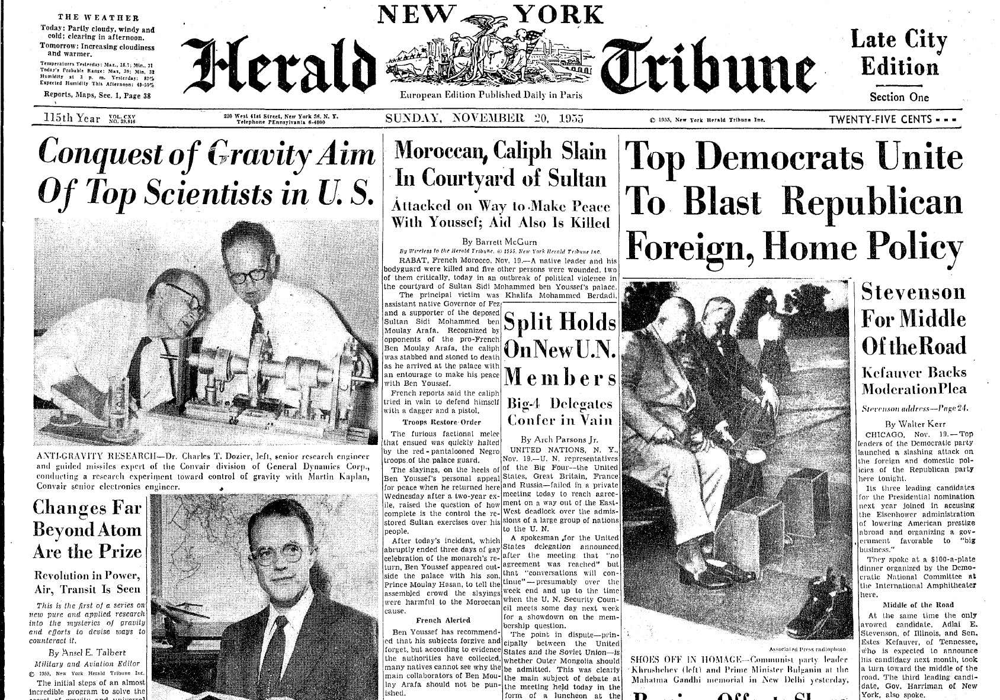 THE WEATHER
Today: Partly cloudy, windy and
cold; clearing in afternoon.
Tomorrow: Increasing cloudiness
and warmer.
Temperatures Yesterday: Max., 38.7; Min., 31
Today's Probable Range: Max, 39; Min, 32
Humidity at 3 p. m. Yesterday: 87%
Expected Humidity This Afternoon: 40-50%
Reports, Maps, Sec. 1, Page 38
NEW YORK
Herald Tribune
European Edition Published Daily in Paris
Late City
Edition
Section One
115th Year VOL. CXV NO. 39,816
230 West 41st Street, New York 36, N. Y.
Telephone PEnnsylvania 6-4000
SUNDAY, NOVEMBER 20, 1955
© 1955, New York Herald Tribune Inc.
TWENTY-FIVE CENTS
Conquest of Gravity Aim
Of Top Scientists in U. S.
ANTI-GRAVITY RESEARCH—Dr. Charles T. Dozier, left, senior research engineer
and guided missiles expert of the Convair division of General Dynamics Corp.,
conducting a research experiment toward control of gravity with Martin Kaplan,
Convair senior electronics engineer.
Changes Far
Beyond Atom
Are the Prize
Revolution in Power,
Air, Transit Is Seen
This is the first of a series on
new pure and applied research
into the mysteries of gravity
and efforts to devise ways to
counteract it.
By Ansel E. Talbert
Military and Aviation Editor
© 1955, New York Herald Tribune Inc.
The initial steps of an almost
incredible program to solve the
secret of gravity and universal
Moroccan, Caliph Slain
In Courtyard of Sultan
Attacked on Way to Make Peace
With Youssef; Aid Also Is Killed
By Barrett McGurn
By Wireless to the Herald Tribune. © 1955, New York Herald Tribune Inc.
RABAT, French Morocco, Nov. 19.—A native leader and his
bodyguard were killed and five other persons were wounded, two
of them critically, today in an outbreak of political violence in
the courtyard of Sultan Sidi Mohammed ben Youssef's palace.
The principal victim was Khalifa Mohammed Berdadi,
assistant native Governor of Fez
and a supporter of the deposed
Sultan Sidi Mohammed ben
Moulay Arafa. Recognized by
opponents of the pro-French
Ben Moulay Arafa, the caliph
was stabbed and stoned to death
as he arrived at the palace with
an entourage to make his peace
with Ben Youssef.
French reports said the caliph
tried in vain to defend himself
with a dagger and a pistol.
Troops Restore Order
The furious factional melee
that ensued was quickly halted
by the red-pantalooned Negro
troops of the palace guard.
The slayings, on the heels of
Ben Youssef's personal appeal
for peace when he returned here
Wednesday after a two-year ex-
ile, raised the question of how
complete is the control the re-
stored Sultan exercises over his
people.
After today's incident, which
abruptly ended three days of gay
celebration of the monarch's re-
turn, Ben Youssef appeared out-
side the palace with his son,
Prince Moulay Hasan, to tell the
assembled crowd the slayings
were harmful to the Moroccan
cause.
French Alerted
Ben Youssef has recommend-
ed that his subjects forgive and
forget, but according to evidence
the authorities have collected,
many natives cannot see why the
main collaborators of Ben Mou-
lay Arafa should not be pun-
ished.
Split Holds
On New U.N.
Members
Big-4 Delegates
Confer in Vain
By Arch Parsons Jr.
UNITED NATIONS, N. Y.,
Nov. 19.—U. N. representatives
of the Big Four—the United
States, Great Britain, France
and Russia—failed in a private
meeting today to reach agree-
ment on a way out of the East-
West deadlock over the admis-
sions of a large group of nations
to the U. N.
A spokesman for the United
States delegation announced
after the meeting that "no
agreement was reached" but
that "conversations will con-
tinue"—presumably over the
week end and up to the time
when the U. N. Security Coun-
cil meets some day next week
for a showdown on the mem-
bership question.
The point in dispute—prin-
cipally between the United
States and the Soviet Union—is
whether Outer Mongolia should
be admitted. This was clearly
the main subject of debate at
the meeting held today in the
form of a luncheon at the
Top Democrats Unite
To Blast Republican
Foreign, Home Policy
Associated Press radiophoto
SHOES OFF IN HOMAGE—Communist party leader
Khrushchev (left) and Prime Minister Bulganin at the
Mahatma Gandhi memorial in New Delhi yesterday,
Stevenson
For Middle
Of the Road
Kefauver Backs
Moderation Plea
Stevenson address—Page 24.
By Walter Kerr
CHICAGO, Nov. 19.—Top
leaders of the Democratic party
launched a slashing attack on
the foreign and domestic pol-
icies of the Republican party
here tonight.
Its three leading candidates
for the Presidential nomination
next year joined in accusing
the Eisenhower administration
of lowering American prestige
abroad and organizing a gov-
ernment favorable to "big
business."
They spoke at a $100-a-plate
dinner organized by the Demo-
cratic National Committee at
the International Amphitheater
here.
Middle of the Road
At the same time the only
avowed candidate, Adlai E.
Stevenson, of Illinois, and Sen.
Estes Kefauver, of Tennessee,
who is expected to announce
his candidacy next month, took
a turn toward the middle of the
road. The third leading candi-
date, Gov. Harriman of New
York, also spoke.